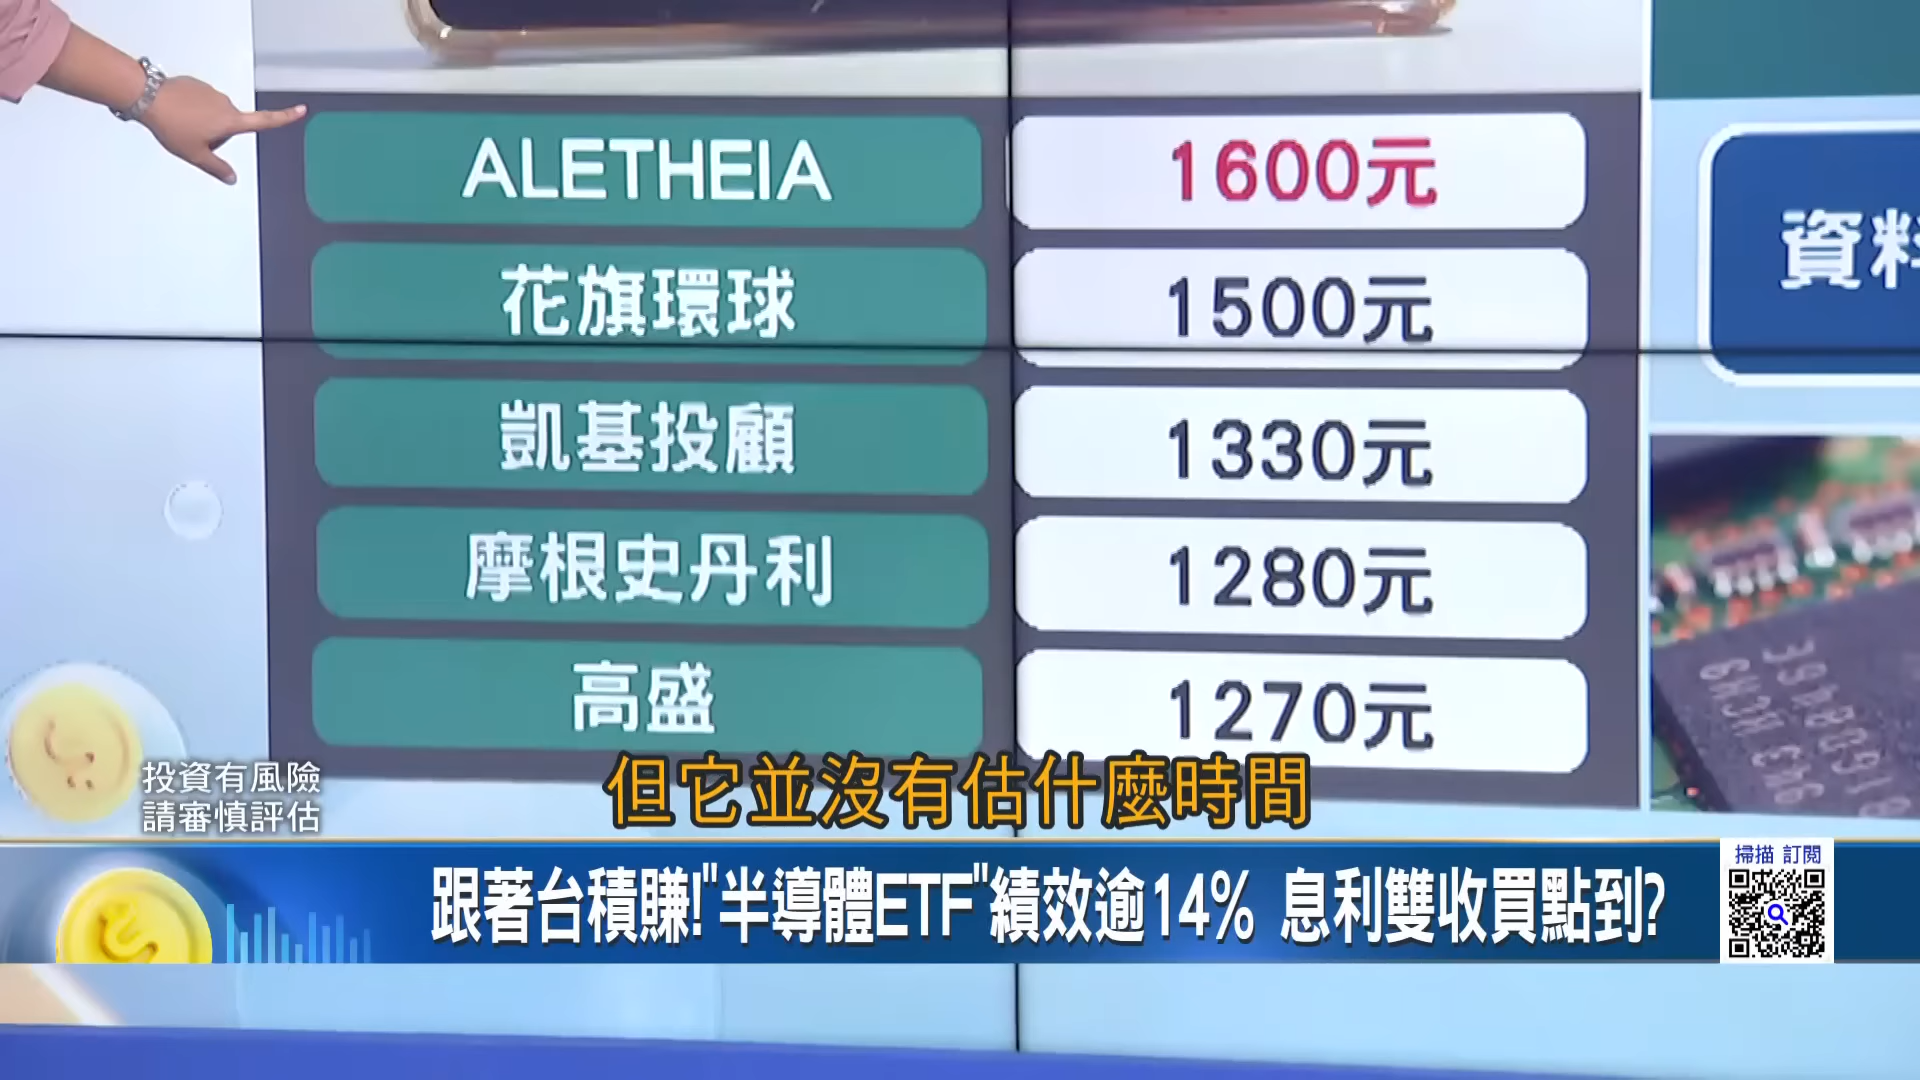 ALETHEIA 1600元
花旗環球 1500元
凱基投顧 1330元
摩根史丹利 1280元
高盛 1270元
資料
但它並沒有估什麼時間
投資有風險
請審慎評估
跟著台積賺!"半導體ETF"績效逾14% 息利雙收買點到?
掃描 訂閱